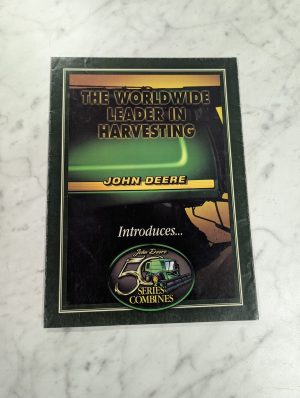 THE WORLDWIDE
LEADER IN
HARVESTING
JOHN DEERE
Introduces...
John Deere
50
SERIES
COMBINES